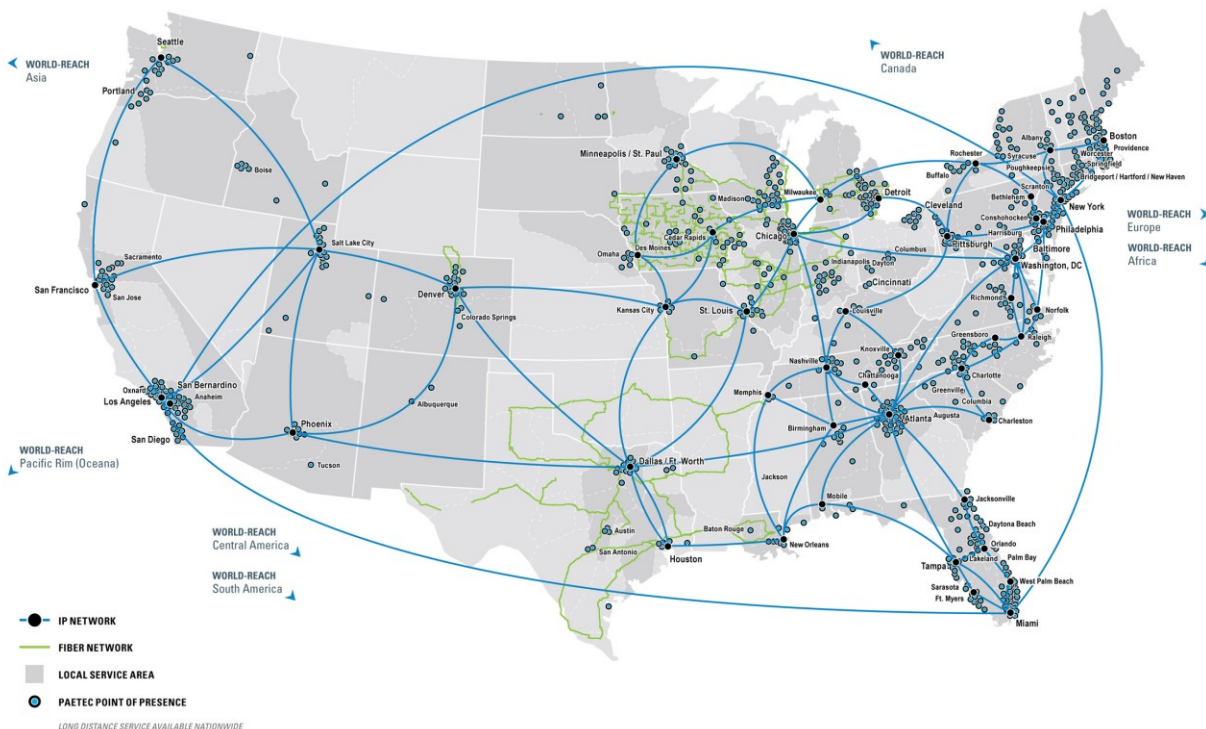 Seattle
WORLD-REACH
Asia
WORLD-REACH
Canada
Portland
Boise
Minneapolis / St. Paul
Rochester
Albany
Boston
Providence
Syracuse
Worcester
Springfield
Poughkeepsie
Buffalo
Bridgeport / Hartford / New Haven
Milwaukee
Detroit
Madison
Scranton
Bethlehem
New York
Cleveland
Conshohocken
Philadelphia
WORLD-REACH
Europe
Cedar Rapids
Chicago
Harrisburg
Pittsburgh
Salt Lake City
Des Moines
Columbus
Baltimore
WORLD-REACH
Africa
Sacramento
Omaha
Indianapolis
Dayton
Washington, DC
Cincinnati
San Francisco
San Jose
Denver
Richmond
Colorado Springs
Kansas City
St. Louis
Louisville
Norfolk
Greensboro
Raleigh
Knoxville
Nashville
Chattanooga
Charlotte
San Bernardino
Oxnard
Anaheim
Los Angeles
Albuquerque
Memphis
Greenville
Columbia
Augusta
Atlanta
Charleston
Birmingham
San Diego
Phoenix
WORLD-REACH
Pacific Rim (Oceana)
Tucson
Dallas / Ft. Worth
Jackson
Mobile
Jacksonville
Daytona Beach
Baton Rouge
Austin
WORLD-REACH
Central America
San Antonio
Houston
New Orleans
Orlando
Lakeland
Palm Bay
Tampa
WORLD-REACH
South America
West Palm Beach
Sarasota
Ft. Myers
Miami
IP NETWORK
FIBER NETWORK
LOCAL SERVICE AREA
PAETEC POINT OF PRESENCE
LONG DISTANCE SERVICE AVAILABLE NATIONWIDE